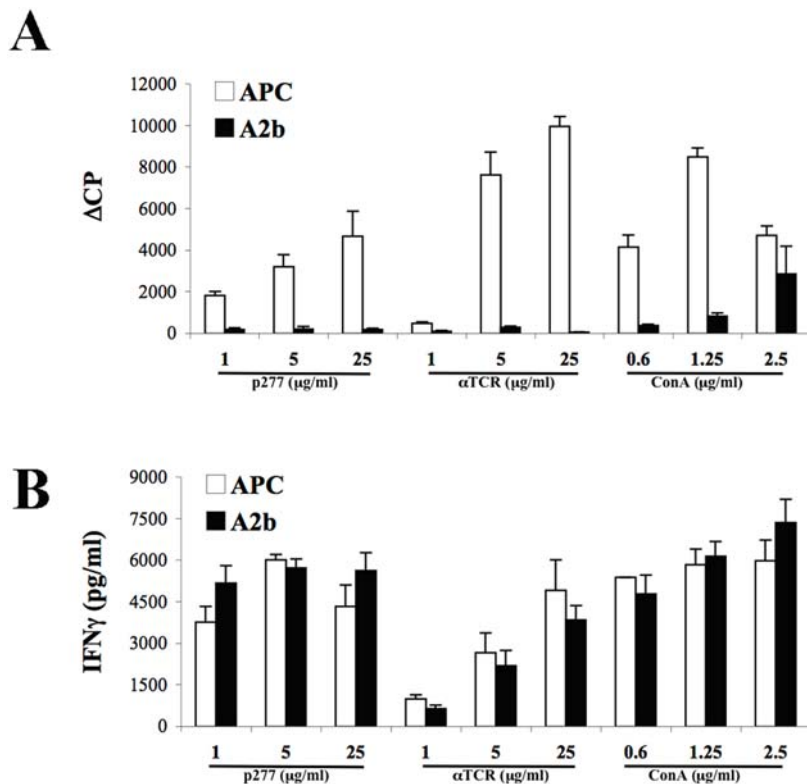 A
12000
10000
8000
6000
4000
2000
0
ΔCP
APC
A2b
1 5 25 1 5 25 0.6 1.25 2.5
p277 (μg/ml) αTCR (μg/ml) ConA (μg/ml)
B
9000
7500
6000
4500
3000
1500
0
IFNγ (pg/ml)
APC
A2b
1 5 25 1 5 25 0.6 1.25 2.5
p277 (μg/ml) αTCR (μg/ml) ConA (μg/ml)